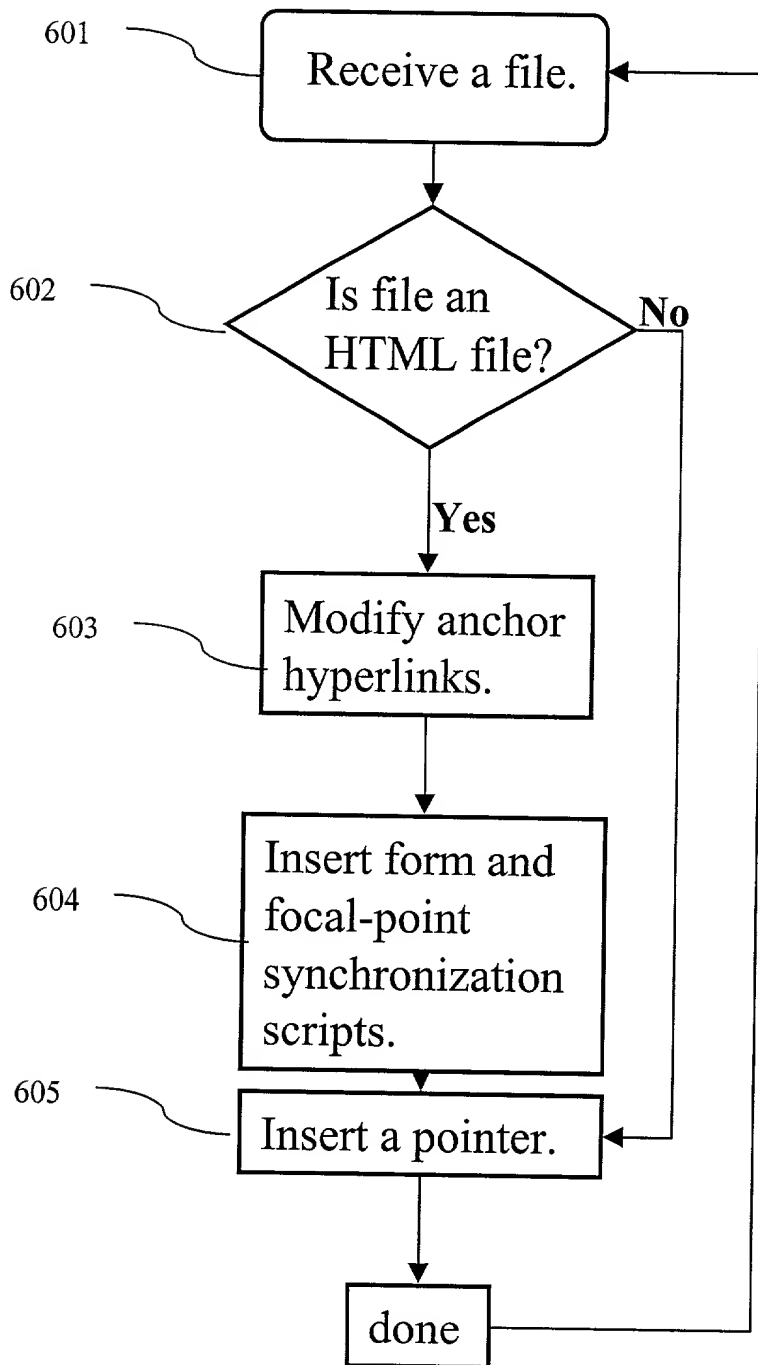 601
Receive a file.
602
Is file an
HTML file?
No
Yes
603
Modify anchor
hyperlinks.
604
Insert form and
focal-point
synchronization
scripts.
605
Insert a pointer.
done